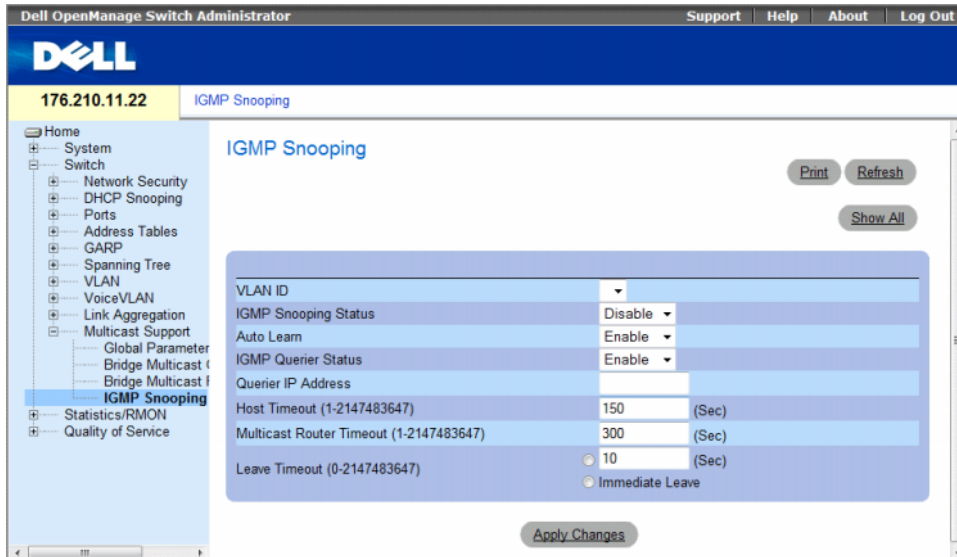 Dell OpenManage Switch Administrator
Support Help About Log Out
DELL
176.210.11.22
IGMP Snooping
Home
System
Switch
Network Security
DHCP Snooping
Ports
Address Tables
GARP
Spanning Tree
VLAN
VoiceVLAN
Link Aggregation
Multicast Support
Global Parameter
Bridge Multicast
Bridge Multicast
IGMP Snooping
Statistics/RMON
Quality of Service
IGMP Snooping
Print Refresh
Show All
VLAN ID
IGMP Snooping Status Disable
Auto Learn Enable
IGMP Querier Status Enable
Querier IP Address
Host Timeout (1-2147483647) 150 (Sec)
Multicast Router Timeout (1-2147483647) 300 (Sec)
Leave Timeout (0-2147483647) 10 (Sec)
Immediate Leave
Apply Changes